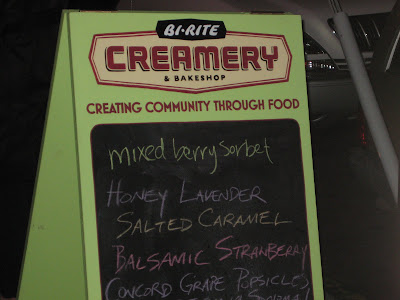 BI-RITE
CREAMERY
& BAKESHOP
CREATING COMMUNITY THROUGH FOOD
mixed berry sorbet
HONEY LAVENDER
SALTED CARAMEL
BALSAMIC STRAWBERRY
CONCORD GRAPE POPSICLES